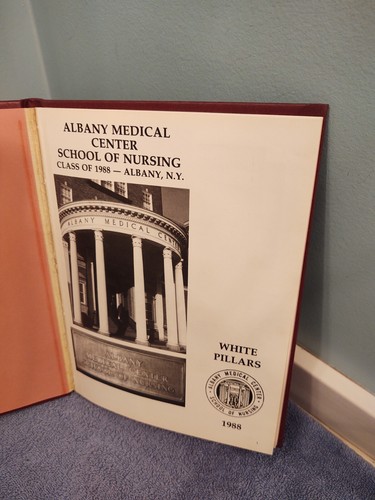 ALBANY MEDICAL
CENTER
SCHOOL OF NURSING
CLASS OF 1988 — ALBANY, N.Y.
ALBANY MEDICAL CEN
WHITE
PILLARS
ALBANY MEDICAL CENTER
SCHOOL OF NURSING
1988